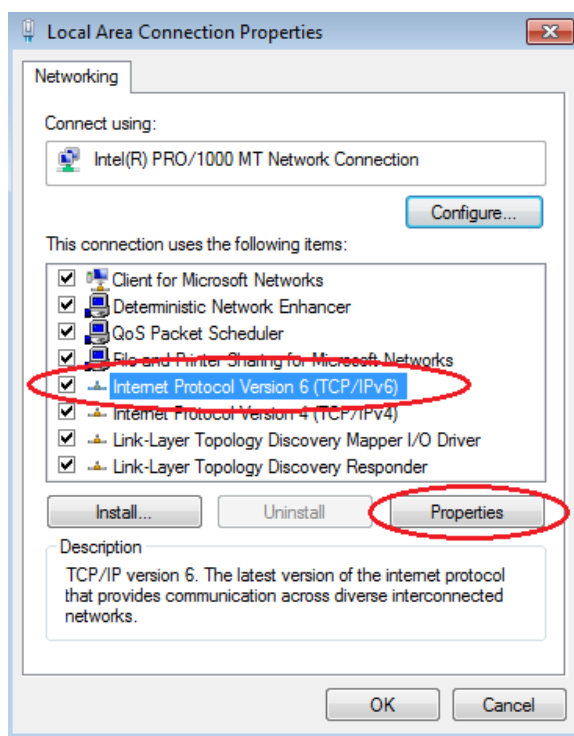 Local Area Connection Properties
Networking
Connect using:
Intel(R) PRO/1000 MT Network Connection
Configure...
This connection uses the following items:
Client for Microsoft Networks
Deterministic Network Enhancer
QoS Packet Scheduler
File and Printer Sharing for Microsoft Networks
Internet Protocol Version 6 (TCP/IPv6)
Internet Protocol Version 4 (TCP/IPv4)
Link-Layer Topology Discovery Mapper I/O Driver
Link-Layer Topology Discovery Responder
Install... Uninstall Properties
Description
TCP/IP version 6. The latest version of the internet protocol
that provides communication across diverse interconnected
networks.
OK Cancel